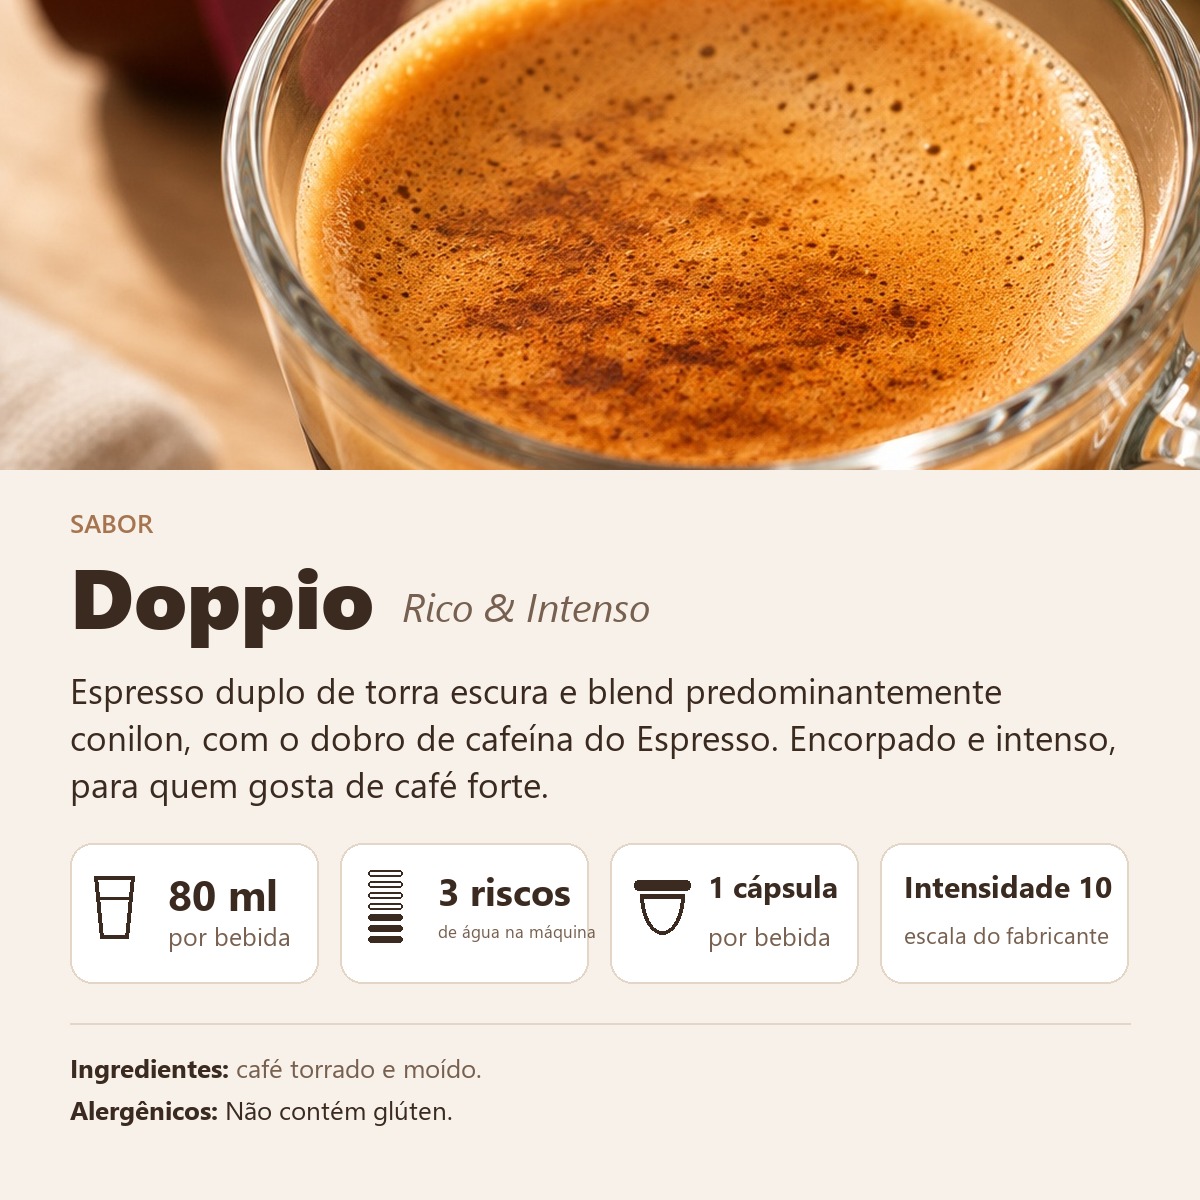 SABOR
Doppio Rico & Intenso
Espresso duplo de torra escura e blend predominantemente
conilon, com o dobro de cafeína do Espresso. Encorpado e intenso,
para quem gosta de café forte.
80 ml
por bebida
3 riscos
de água na máquina
1 cápsula
por bebida
Intensidade 10
escala do fabricante
Ingredientes: café torrado e moído.
Alergênicos: Não contém glúten.